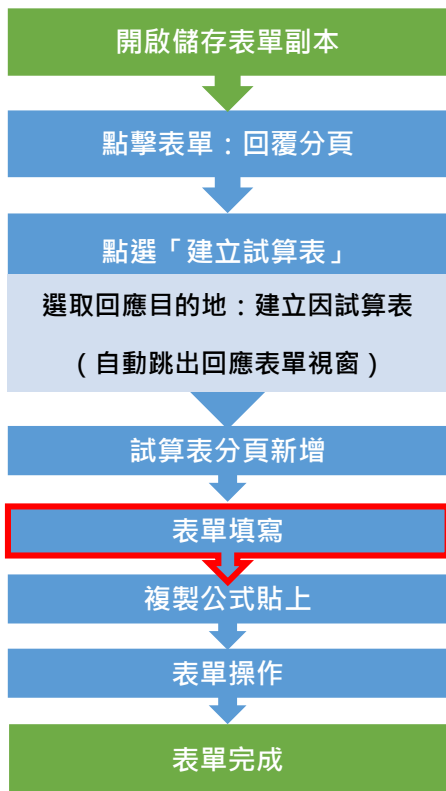 開啟儲存表單副本
點擊表單：回覆分頁
點選「建立試算表」
選取回應目的地：建立因試算表
（自動跳出回應表單視窗）
試算表分頁新增
表單填寫
複製公式貼上
表單操作
表單完成